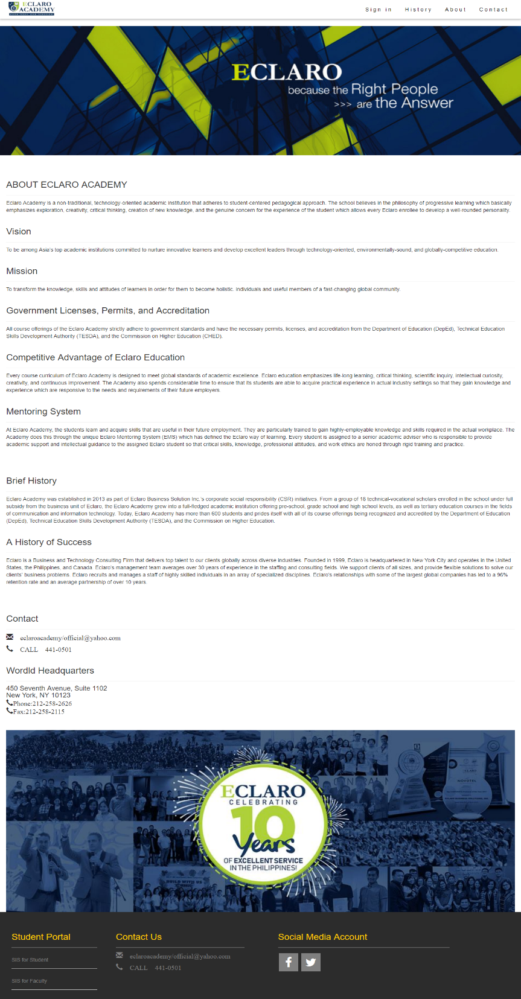 ECLARO
ACADEMY
Sign in History About Contact
ECLARO
because the Right People
>>> are the Answer
ABOUT ECLARO ACADEMY
Eclaro Academy is a non-traditional, technology-oriented academic institution that adheres to student-centered pedagogical approach. The school believes in the philosophy of progressive learning which basically
emphasizes exploration, creativity, critical thinking, creation of new knowledge, and the genuine concern for the experience of the student which allows every Eclaro enrollee to develop a well-rounded personality.
Vision
To be among Asia's top academic institutions committed to nurture innovative learners and develop excellent leaders through technology-oriented, environmentally-sound, and globally-competitive education.
Mission
To transform the knowledge, skills and attitudes of learners in order for them to become holistic. individuals and useful members of a fast-changing global community.
Government Licenses, Permits, and Accreditation
All course offerings of the Eclaro Academy strictly adhere to government standards and have the necessary permits, licenses, and accreditation from the Department of Education (DepEd), Technical Education
Skills Development Authority (TESDA), and the Commission on Higher Education (CHED).
Competitive Advantage of Eclaro Education
Every course curriculum of Eclaro Academy is designed to meet global standards of academic excellence. Eclaro education emphasizes life-long learning, critical thinking, scientific inquiry, intellectual curiosity,
creativity, and continuous improvement. The Academy also spends considerable time to ensure that its students are able to acquire practical experience in actual industry settings so that they gain knowledge and
experience which are responsive to the needs and requirements of their future employers.
Mentoring System
At Eclaro Academy, the students learn and acquire skills that are useful in their future employment. They are particularly trained to gain highly-employable knowledge and skills required in the actual workplace. The
Academy does this through the unique Eclaro Mentoring System (EMS) which has defined the Eclaro way of learning. Every student is assigned to a senior academic adviser who is responsible to provide
academic support and intellectual guidance to the assigned Eclaro student so that critical skills, knowledge, professional attitudes, and work ethics are honed through rigid training and practice.
Brief History
Eclaro Academy was established in 2013 as part of Eclaro Business Solution Inc.'s corporate social responsibility (CSR) initiatives. From a group of 18 technical-vocational scholars enrolled in the school under full
subsidy from the business unit of Eclaro, the Eclaro Academy grew into a full-fledged academic institution offering pre-school, grade school and high school levels, as well as tertiary education courses in the fields
of communication and information technology. Today, Eclaro Academy has more than 600 students and prides itself with all of its course offerings being recognized and accredited by the Department of Education
(DepEd), Technical Education Skills Development Authority (TESDA), and the Commission on Higher Education.
A History of Success
Eclaro is a Business and Technology Consulting Firm that delivers top talent to our clients globally across diverse industries. Founded in 1999, Eclaro is headquartered in New York City and operates in the United
States, the Philippines, and Canada. Eclaro's management team averages over 30 years of experience in the staffing and consulting fields. We support clients of all sizes, and provide flexible solutions to solve our
clients' business problems. Eclaro recruits and manages a staff of highly skilled individuals in an array of specialized disciplines. Eclaro's relationships with some of the largest global companies has led to a 96%
retention rate and an average partnership of over 10 years.
Contact
eclaroacademy/official@yahoo.com
CALL 441-0501
Wordld Headquarters
450 Seventh Avenue, Suite 1102
New York, NY 10123
Phone:212-258-2626
Fax:212-258-2115
ECLARO
CELEBRATING
10
Years
OF EXCELLENT SERVICE
IN THE PHILIPPINES!
NOVOTEL
BUILD WITH US
Student Portal Contact Us Social Media Account
SIS for Student
SIS for Faculty
eclaroacademy/official@yahoo.com
CALL 441-0501